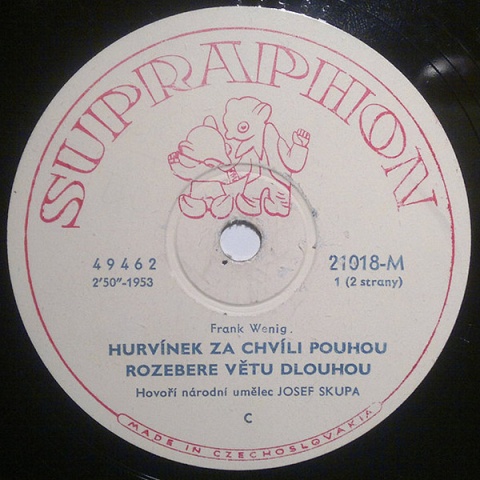 SUPRAPHON
49462
2'50"-1953
21018-M
1 (2 strany)
Frank Wenig.
HURVÍNEK ZA CHVÍLI POUHOU
ROZEBERE VĚTU DLOUHOU
Hovoří národní umělec JOSEF SKUPA
C
MADE IN CZECHOSLOVAKIA